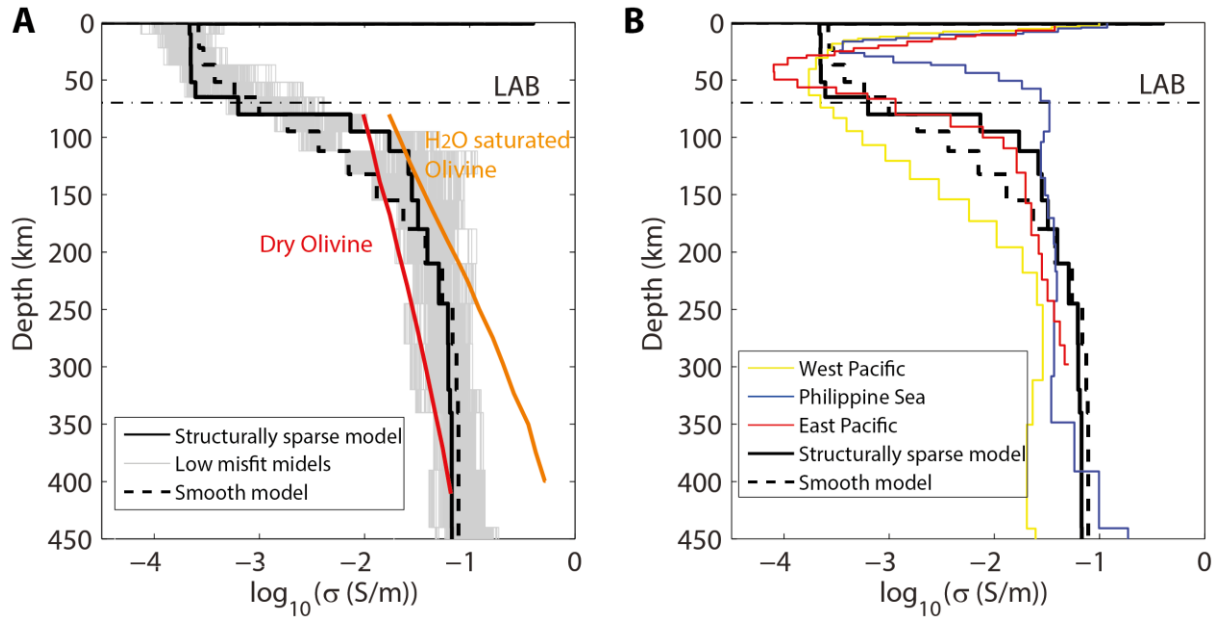 A
0
50
100
150
200
250
300
350
400
450
Depth (km)
LAB
H2O saturated
Olivine
Dry Olivine
Structurally sparse model
Low misfit midels
Smooth model
−4 −3 −2 −1 0
log10(σ (S/m))
B
0
50
100
150
200
250
300
350
400
450
Depth (km)
LAB
West Pacific
Philippine Sea
East Pacific
Structurally sparse model
Smooth model
−4 −3 −2 −1 0
log10(σ (S/m))